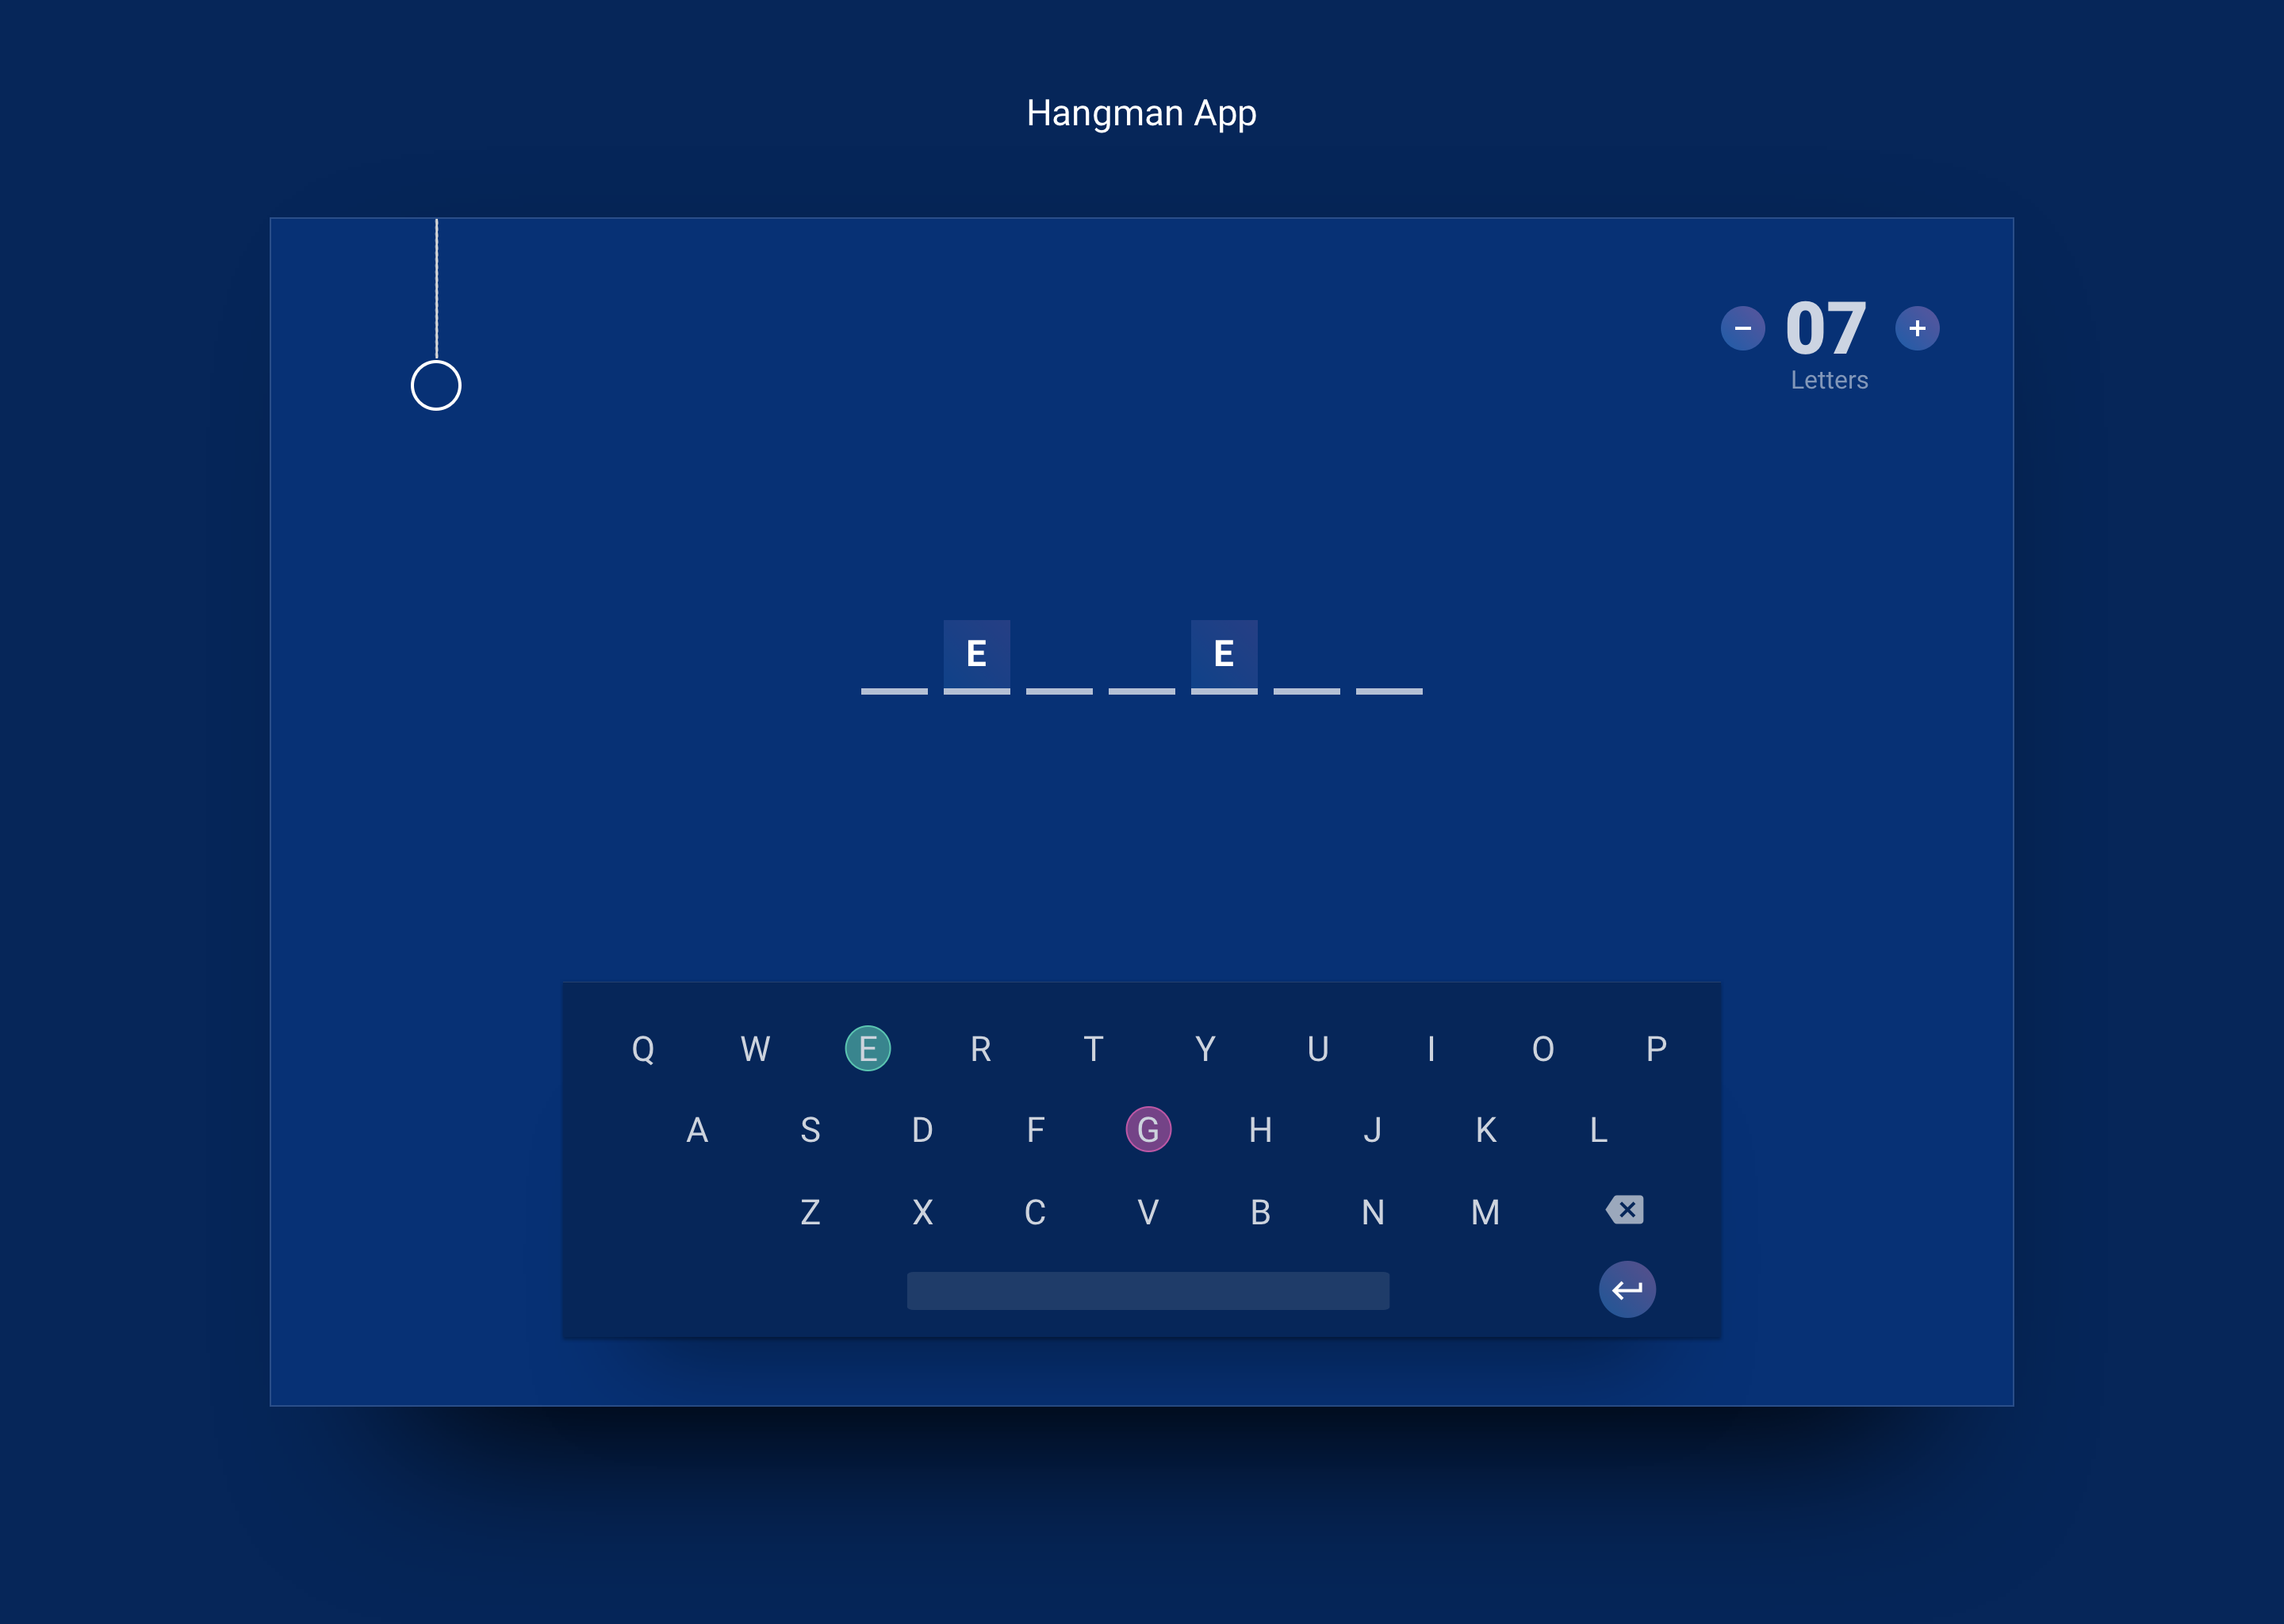 Hangman App
− 07 +
Letters
E E
Q W E R T Y U I O P
A S D F G H J K L
Z X C V B N M